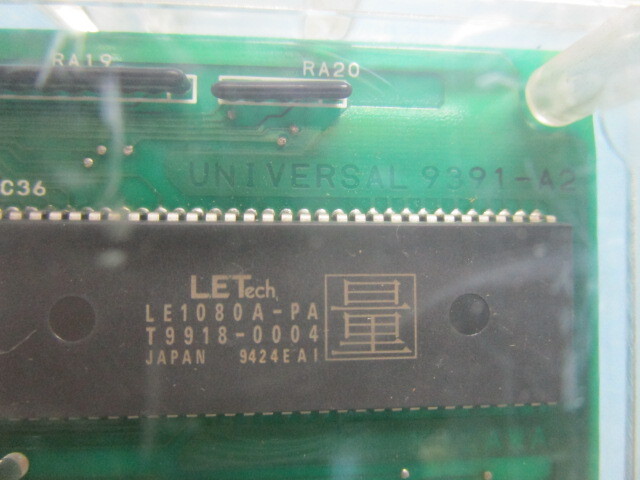 RA19
RA20
UNIVERSAL 9391-A2
C36
LETech
LE1080A-PA
T9918-0004
JAPAN 9424EAI
量